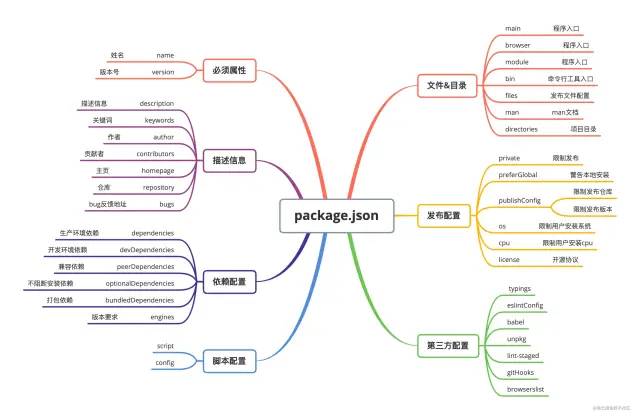 package.json
必须属性
姓名 name
版本号 version
描述信息
描述信息 description
关键词 keywords
作者 author
贡献者 contributors
主页 homepage
仓库 repository
bug反馈地址 bugs
依赖配置
生产环境依赖 dependencies
开发环境依赖 devDependencies
兼容依赖 peerDependencies
不阻断安装依赖 optionalDependencies
打包依赖 bundledDependencies
版本要求 engines
脚本配置
script
config
文件&目录
main 程序入口
browser 程序入口
module 程序入口
bin 命令行工具入口
files 发布文件配置
man man文档
directories 项目目录
发布配置
private 限制发布
preferGlobal 警告本地安装
publishConfig
限制发布仓库
限制发布版本
os 限制用户安装系统
cpu 限制用户安装cpu
license 开源协议
第三方配置
typings
eslintConfig
babel
unpkg
lint-staged
gitHooks
browserslist
@稀土掘金技术社区